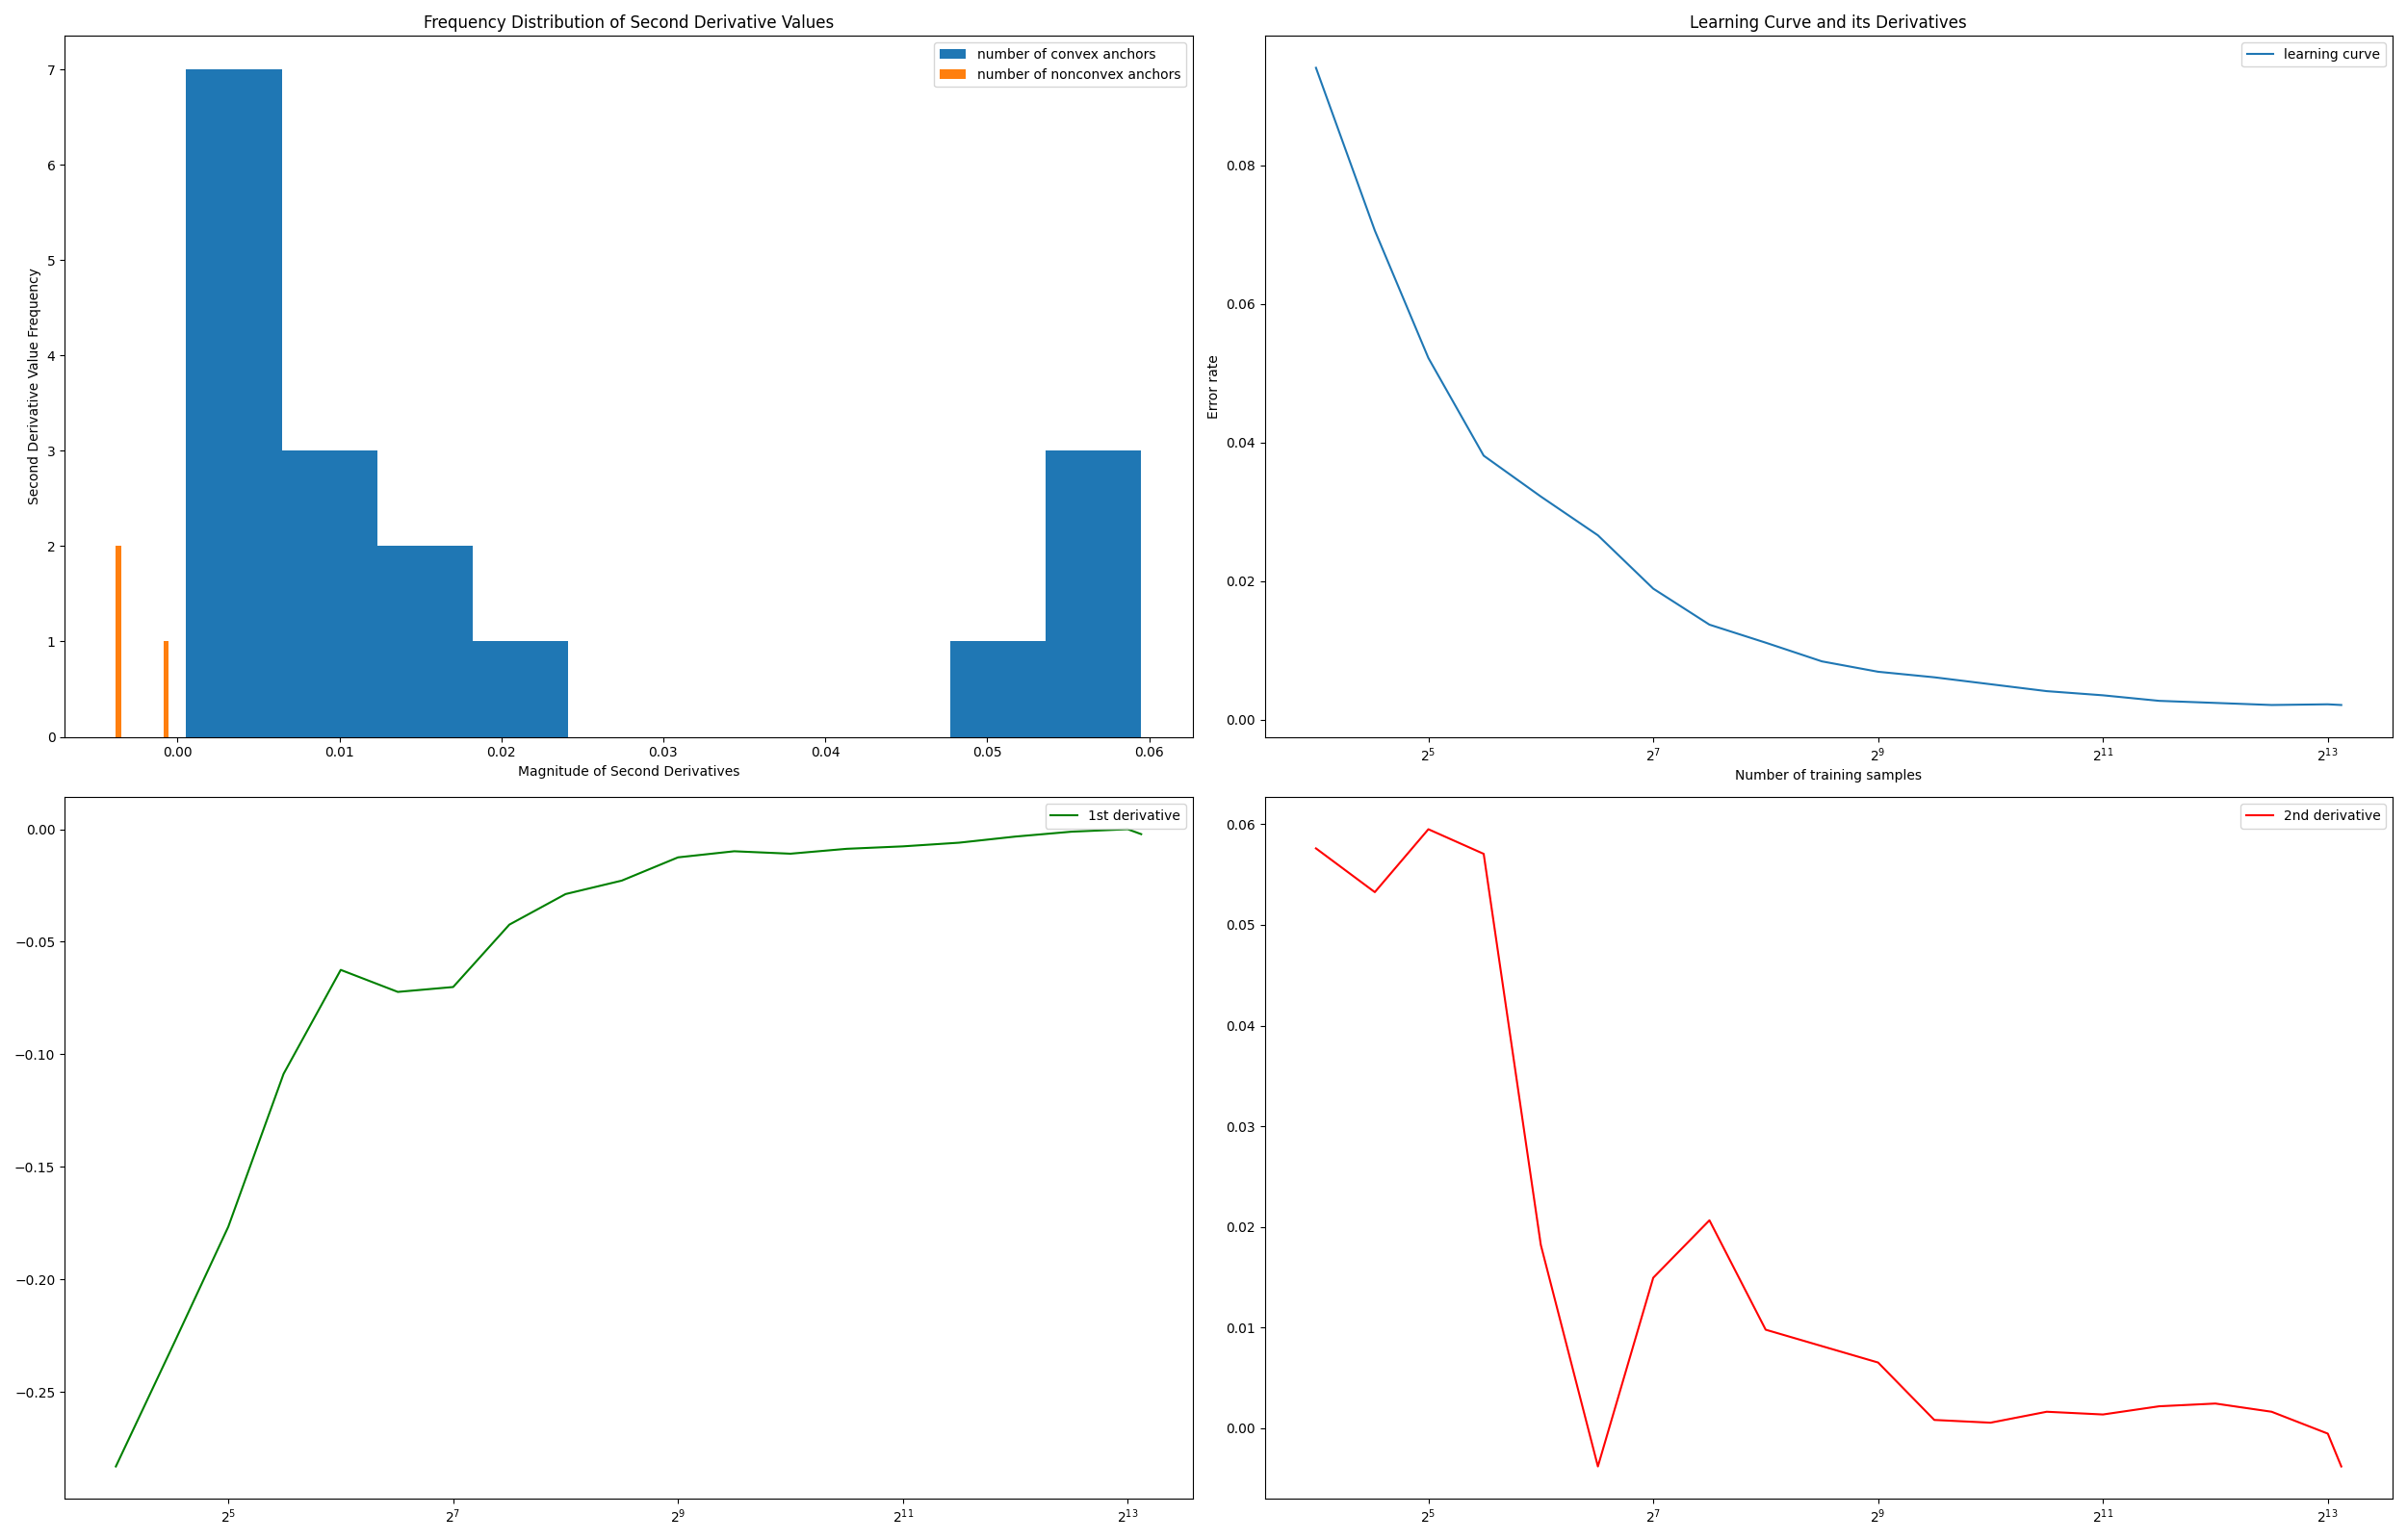 Frequency Distribution of Second Derivative Values
number of convex anchors
number of nonconvex anchors
Second Derivative Value Frequency
7
6
5
4
3
2
1
0
0.00 0.01 0.02 0.03 0.04 0.05 0.06
Magnitude of Second Derivatives
Learning Curve and its Derivatives
learning curve
Error rate
0.08
0.06
0.04
0.02
0.00
2^5 2^7 2^9 2^11 2^13
Number of training samples
1st derivative
0.00
−0.05
−0.10
−0.15
−0.20
−0.25
2^5 2^7 2^9 2^11 2^13
2nd derivative
0.06
0.05
0.04
0.03
0.02
0.01
0.00
2^5 2^7 2^9 2^11 2^13